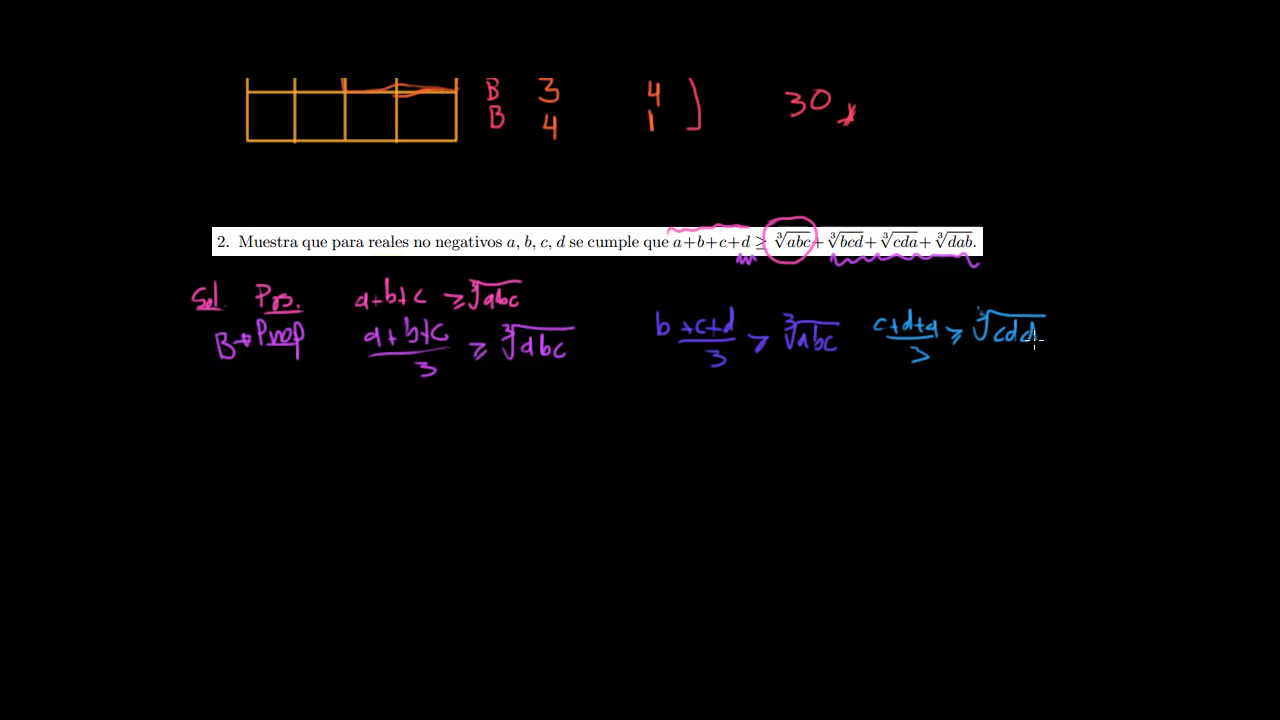 B 3 4
B 4 1 ] 30
2. Muestra que para reales no negativos a, b, c, d se cumple que a+b+c+d ≥ ∛abc + ∛bcd + ∛cda + ∛dab.
Sol. a+b+c ≥ ∛abc
B→Prop (a+b+c)/3 ≥ ∛abc (b+c+d)/3 ≥ ∛abc (c+d+a)/3 ≥ ∛cda